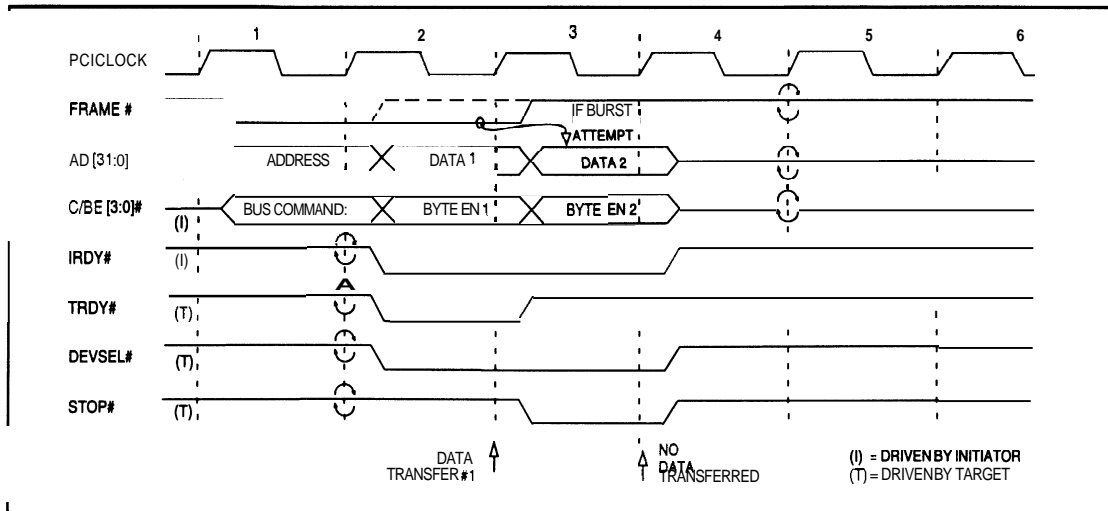 1 2 3 4 5 6
PCICLOCK
FRAME #
IF BURST
ATTEMPT
AD [31:0] ADDRESS DATA 1 DATA 2
C/BE [3:0]# (I) BUS COMMAND: BYTE EN 1 BYTE EN 2
IRDY# (I)
TRDY# (T)
DEVSEL# (T)
STOP# (T)
DATA
TRANSFER #1
NO
DATA
TRANSFERRED
(I) = DRIVEN BY INITIATOR
(T) = DRIVEN BY TARGET